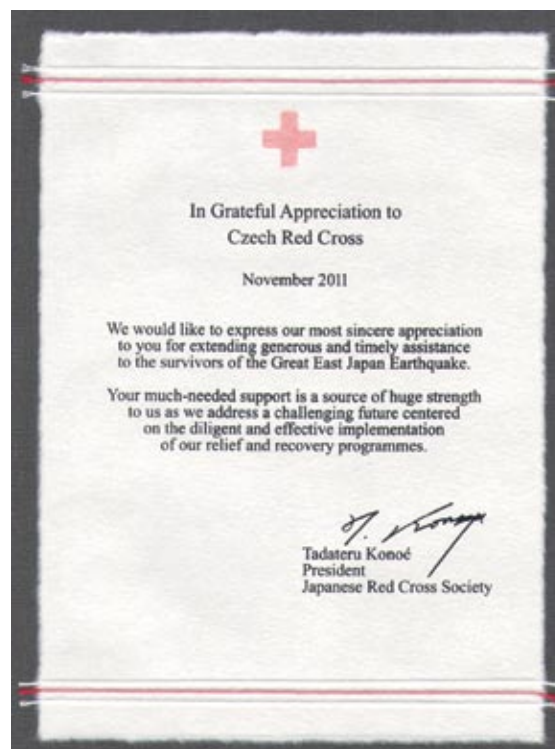 In Grateful Appreciation to
Czech Red Cross
November 2011
We would like to express our most sincere appreciation
to you for extending generous and timely assistance
to the survivors of the Great East Japan Earthquake.
Your much-needed support is a source of huge strength
to us as we address a challenging future centered
on the diligent and effective implementation
of our relief and recovery programmes.
Tadateru Konoé
President
Japanese Red Cross Society